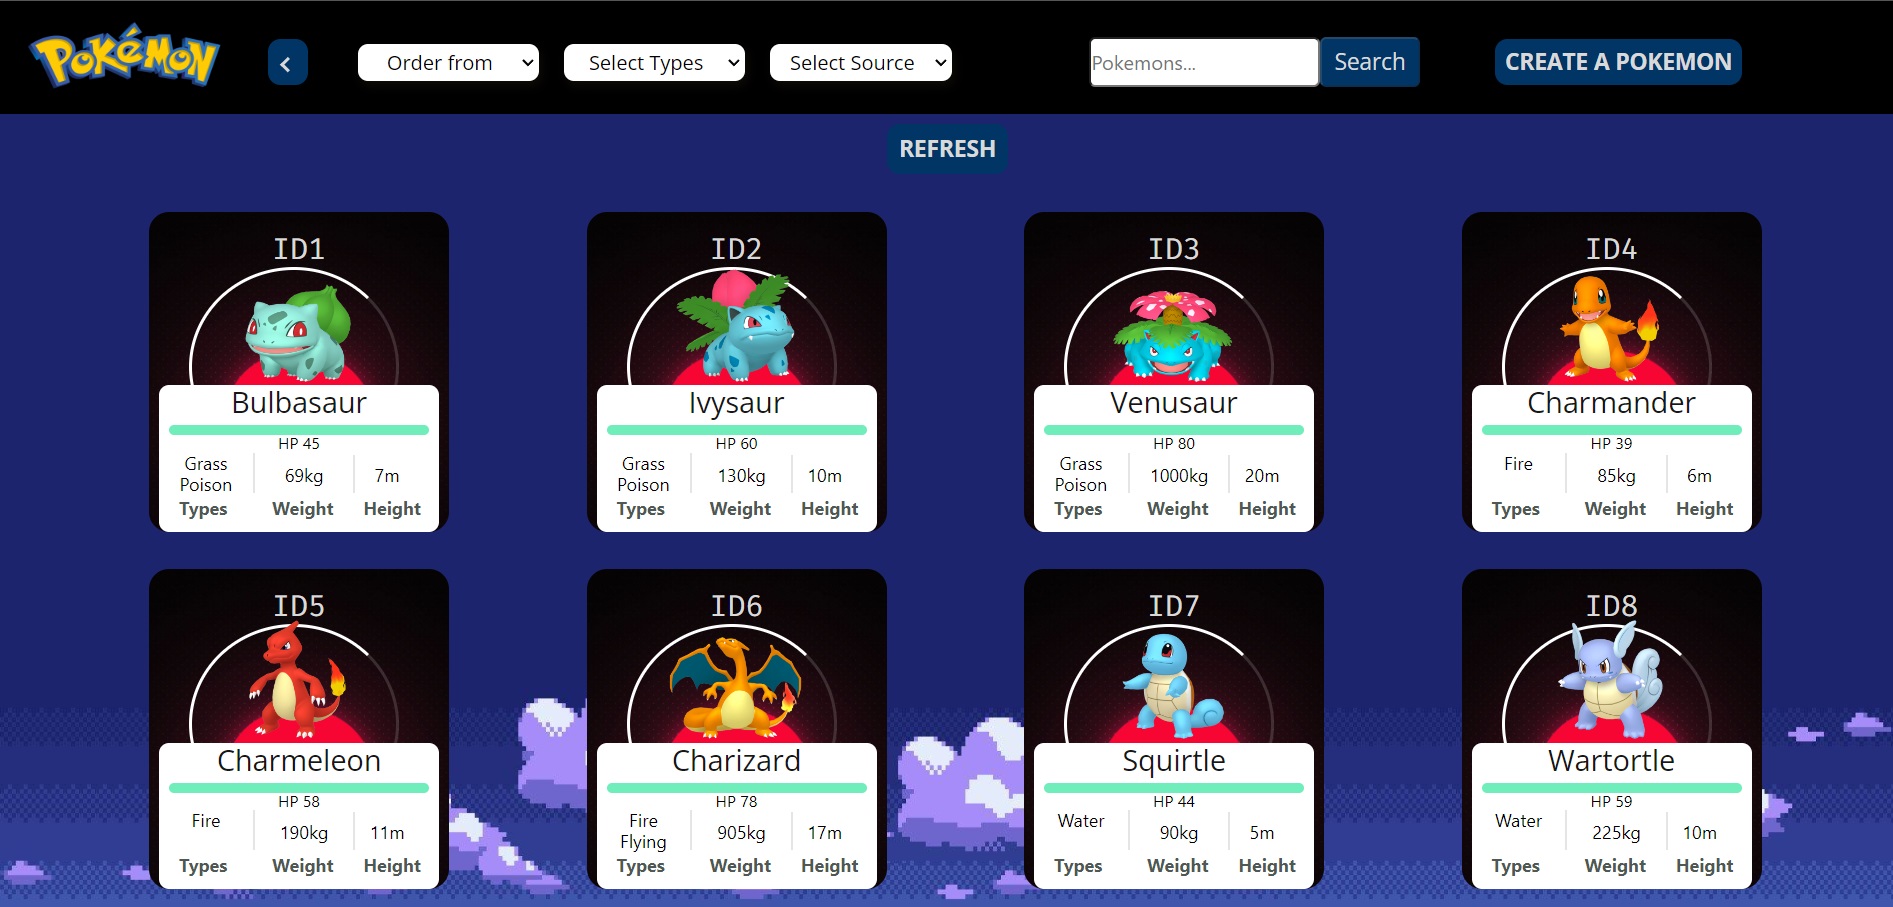 Pokémon
Order from
Select Types
Select Source
Pokemons...
Search
CREATE A POKEMON
REFRESH
ID1
Bulbasaur
HP 45
Grass
Poison
69kg
7m
Types
Weight
Height
ID2
Ivysaur
HP 60
Grass
Poison
130kg
10m
Types
Weight
Height
ID3
Venusaur
HP 80
Grass
Poison
1000kg
20m
Types
Weight
Height
ID4
Charmander
HP 39
Fire
85kg
6m
Types
Weight
Height
ID5
Charmeleon
HP 58
Fire
190kg
11m
Types
Weight
Height
ID6
Charizard
HP 78
Fire
Flying
905kg
17m
Types
Weight
Height
ID7
Squirtle
HP 44
Water
90kg
5m
Types
Weight
Height
ID8
Wartortle
HP 59
Water
225kg
10m
Types
Weight
Height